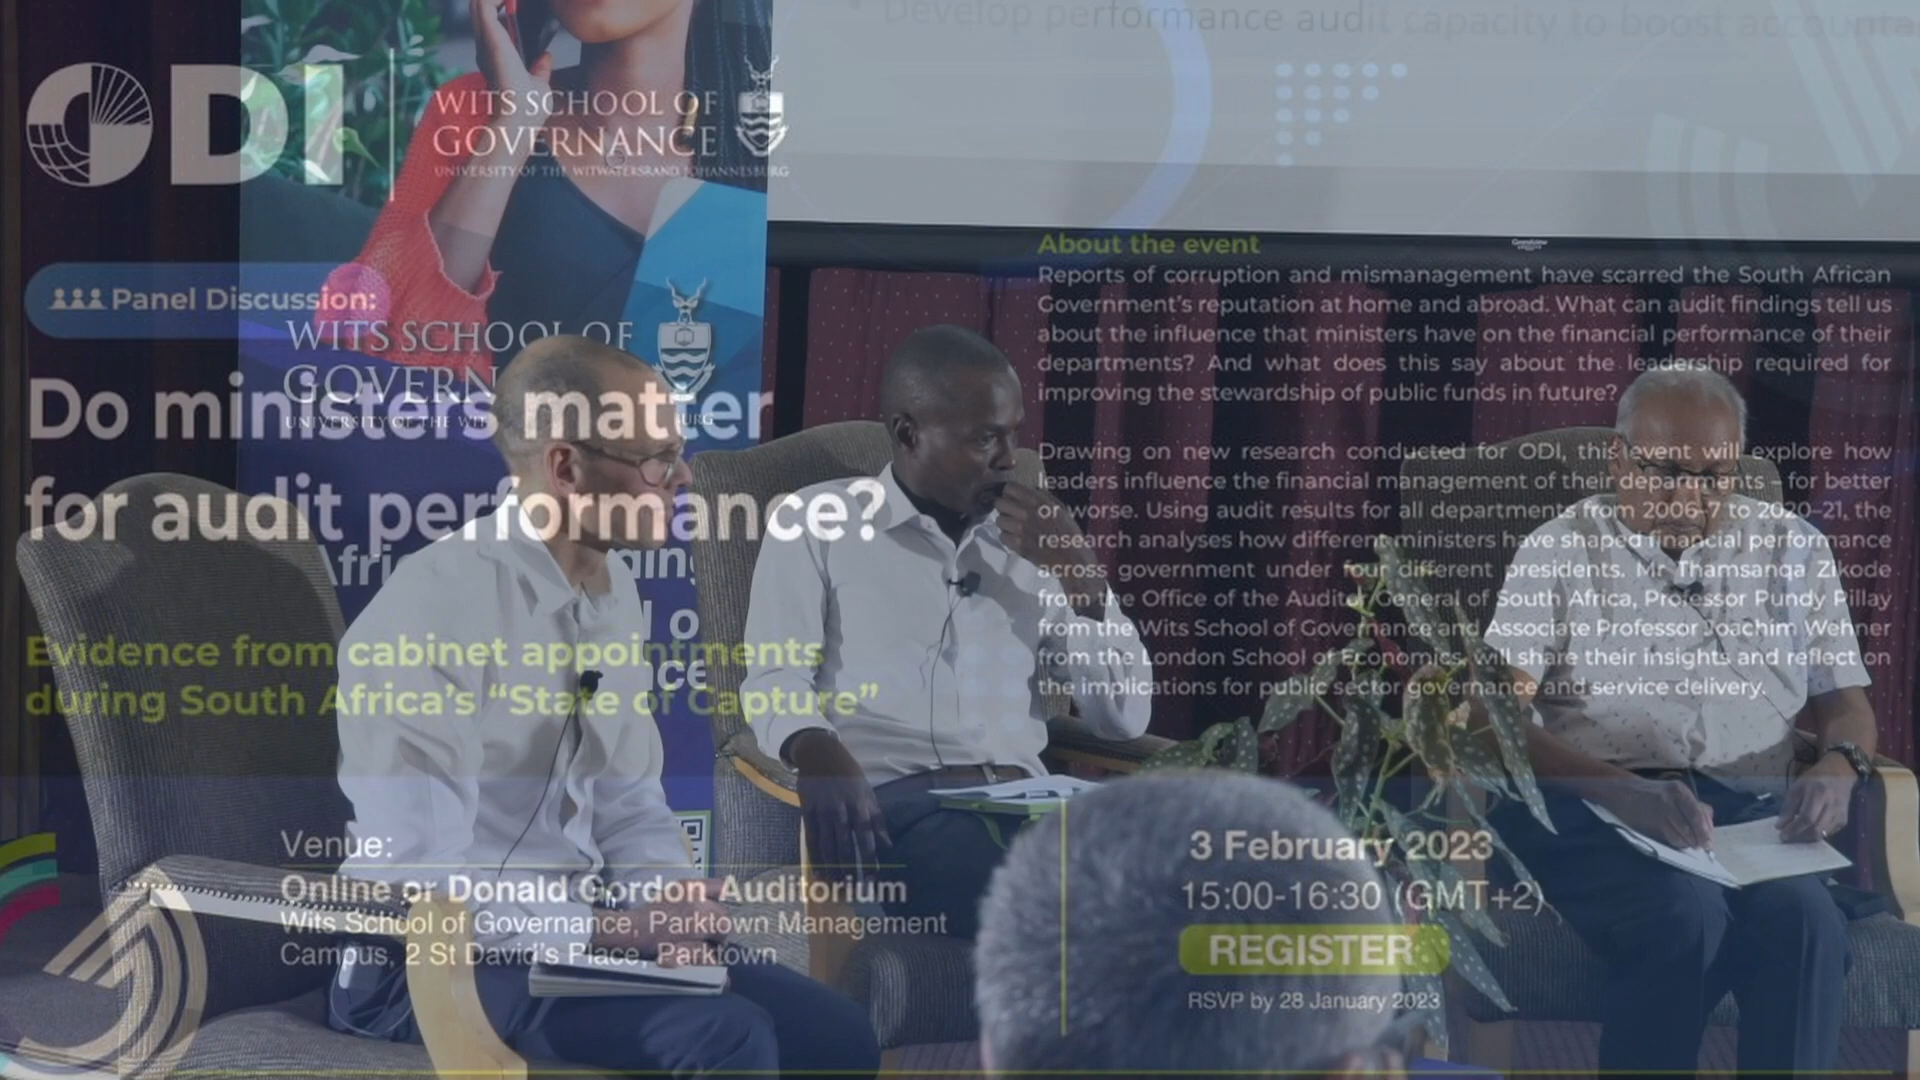 Develop performance audit capacity to boost
ODI
WITS SCHOOL OF
GOVERNANCE
UNIVERSITY OF THE WITWATERSRAND JOHANNESBURG
Panel Discussion:
WITS SCHOOL OF
GOVERN
UNIVERSITY OF THE WIT
URG
Do ministers matter
for audit performance?
Evidence from cabinet appointments
during South Africa's "State of Capture"
About the event
Reports of corruption and mismanagement have scarred the South African
Government's reputation at home and abroad. What can audit findings tell us
about the influence that ministers have on the financial performance of their
departments? And what does this say about the leadership required for
improving the stewardship of public funds in future?
Drawing on new research conducted for ODI, this event will explore how
leaders influence the financial management of their departments – for better
or worse. Using audit results for all departments from 2006-7 to 2020-21, the
research analyses how different ministers have shaped financial performance
across government under four different presidents. Mr Thamsanqa Zikode
from the Office of the Auditor General of South Africa, Professor Pundy Pillay
from the Wits School of Governance and Associate Professor Joachim Wehner
from the London School of Economics, will share their insights and reflect on
the implications for public sector governance and service delivery.
Venue:
Online or Donald Gordon Auditorium
Wits School of Governance, Parktown Management
Campus, 2 St David's Place, Parktown
3 February 2023
15:00-16:30 (GMT+2)
REGISTER
RSVP by 28 January 2023